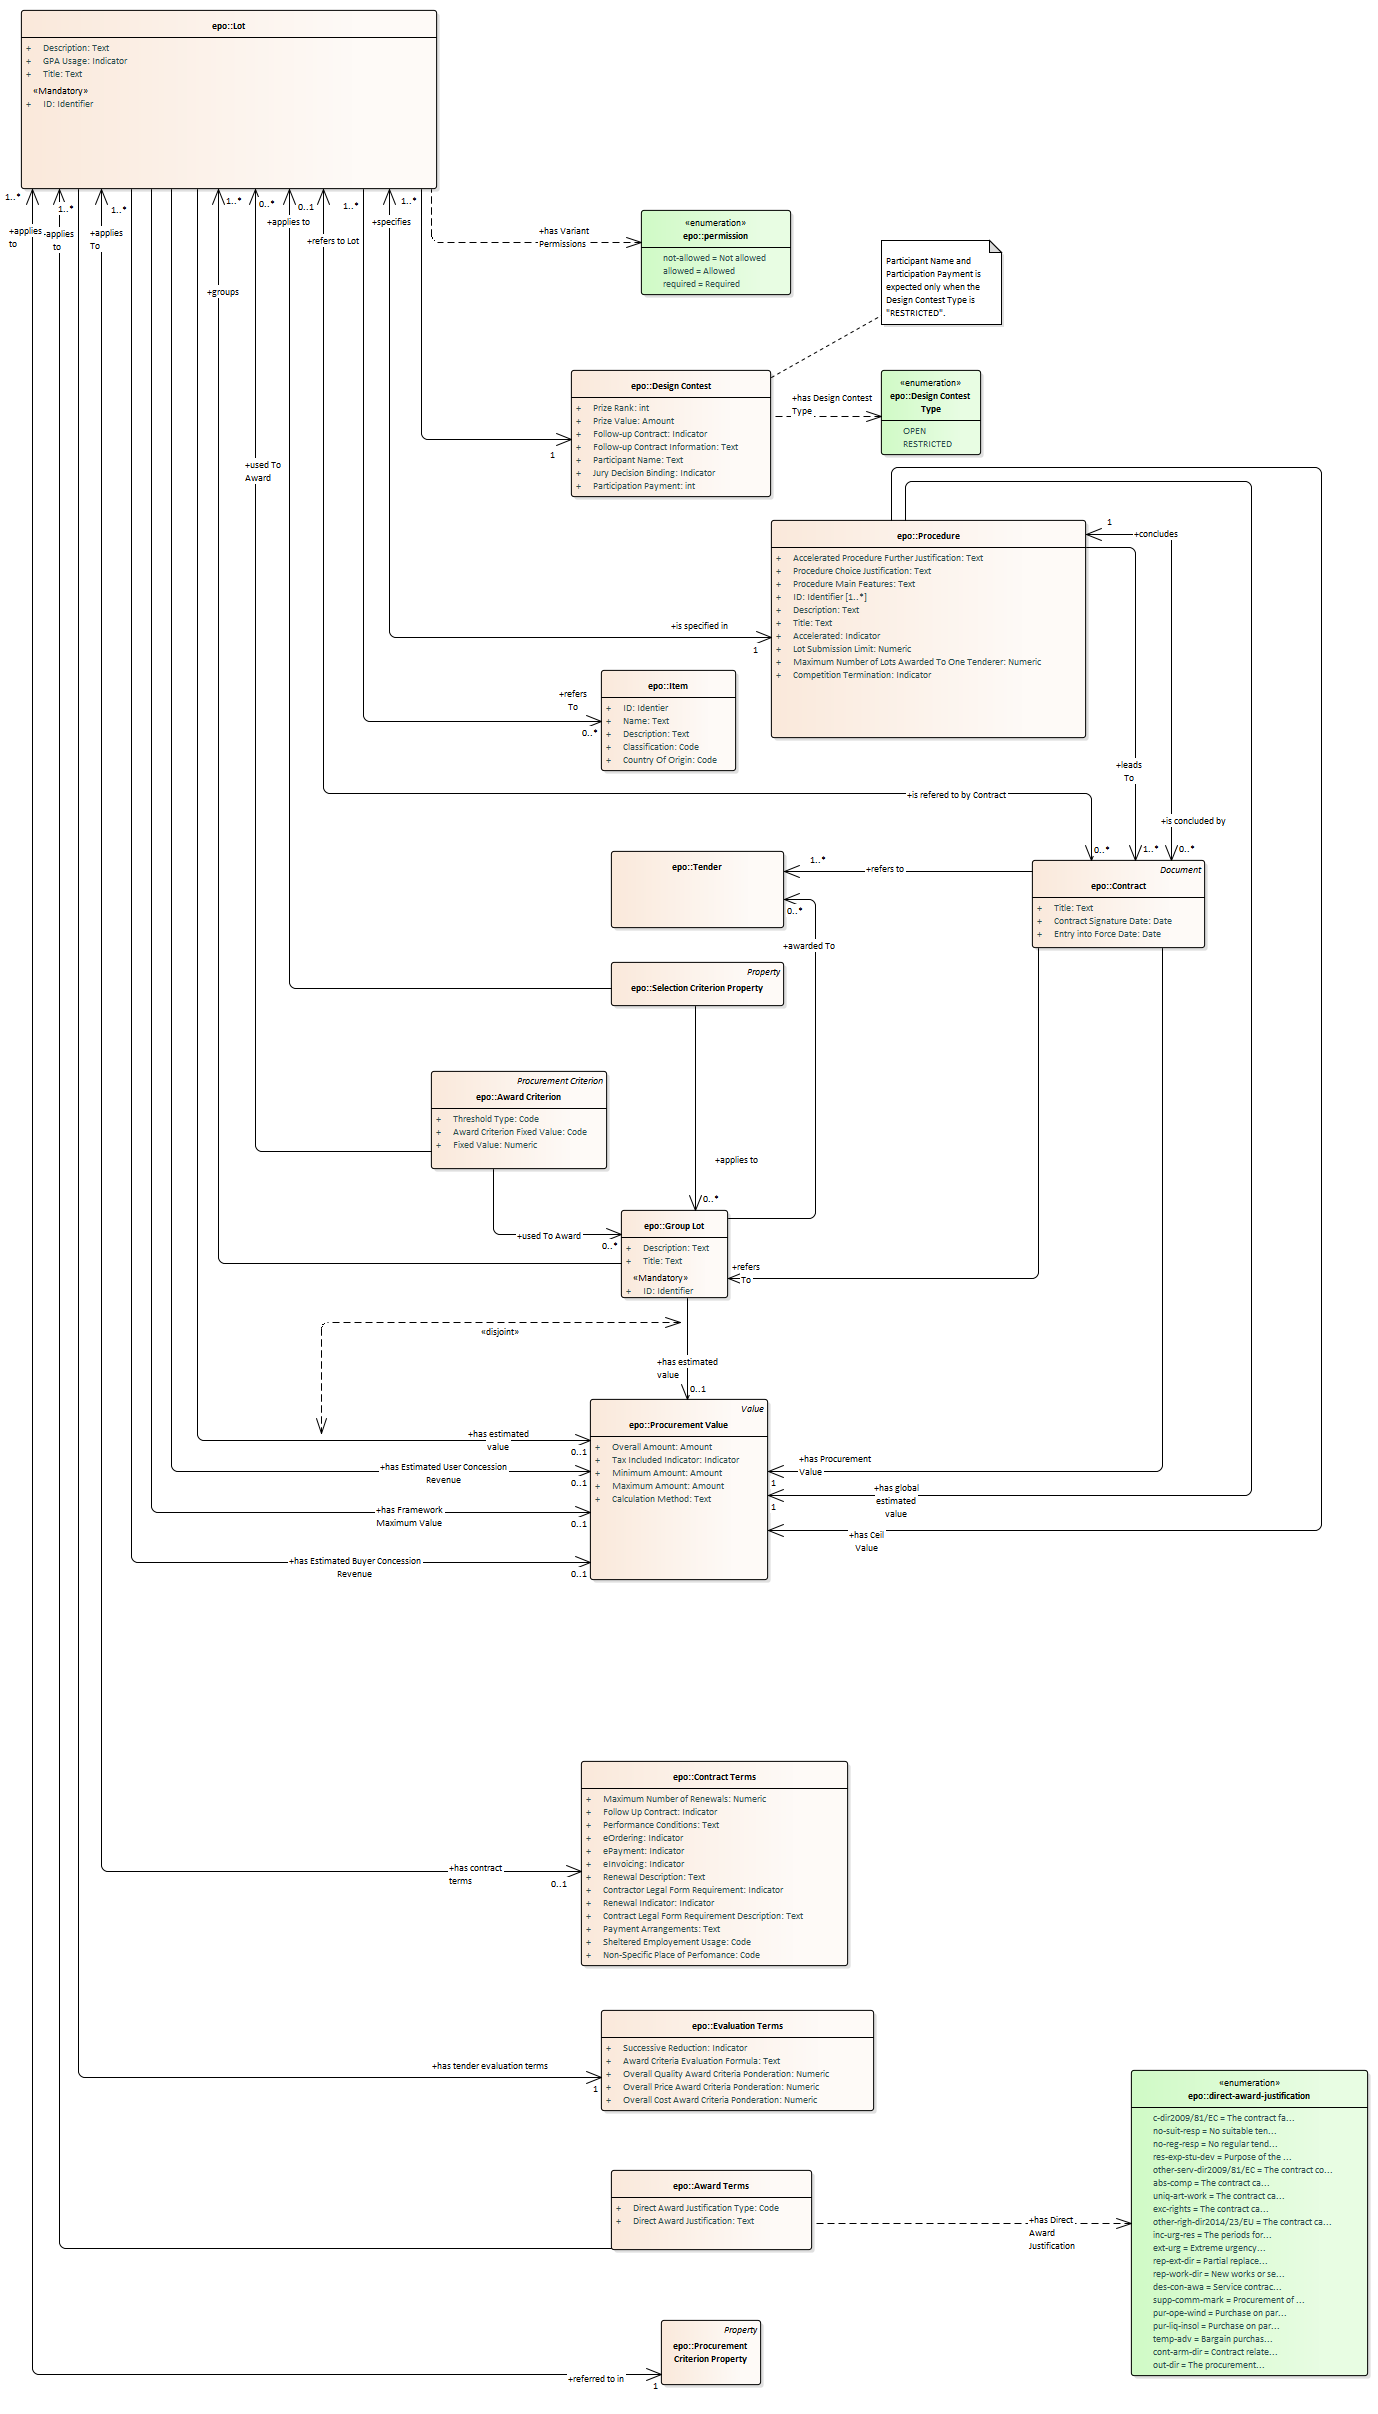 epo::Lot
+ Description: Text
+ GPA Usage: Indicator
+ Title: Text
«Mandatory»
+ ID: Identifier
1..*
+applies
to
1..*
-applies
to
1..*
+applies
To
1..*
+groups
0..*
+applies to
0..1
+refers to Lot
1..*
+specifies
1..*
+has Variant
Permissions
«enumeration»
epo::permission
not-allowed = Not allowed
allowed = Allowed
required = Required
Participant Name and
Participation Payment is
expected only when the
Design Contest Type is
"RESTRICTED".
epo::Design Contest
+ Prize Rank: int
+ Prize Value: Amount
+ Follow-up Contract: Indicator
+ Follow-up Contract Information: Text
+ Participant Name: Text
+ Jury Decision Binding: Indicator
+ Participation Payment: int
1
+has Design Contest
Type
«enumeration»
epo::Design Contest
Type
OPEN
RESTRICTED
+used To
Award
epo::Procedure
+ Accelerated Procedure Further Justification: Text
+ Procedure Choice Justification: Text
+ Procedure Main Features: Text
+ ID: Identifier [1..*]
+ Description: Text
+ Title: Text
+ Accelerated: Indicator
+ Lot Submission Limit: Numeric
+ Maximum Number of Lots Awarded To One Tenderer: Numeric
+ Competition Termination: Indicator
1
+concludes
+is specified in
1
epo::Item
+ ID: Identier
+ Name: Text
+ Description: Text
+ Classification: Code
+ Country Of Origin: Code
+refers
To
0..*
+leads
To
+is refered to by Contract
+is concluded by
0..*
1..*
0..*
epo::Tender
1..*
+refers to
0..*
+awarded To
Document
epo::Contract
+ Title: Text
+ Contract Signature Date: Date
+ Entry into Force Date: Date
Property
epo::Selection Criterion Property
Procurement Criterion
epo::Award Criterion
+ Threshold Type: Code
+ Award Criterion Fixed Value: Code
+ Fixed Value: Numeric
+applies to
0..*
+used To Award
0..*
epo::Group Lot
+ Description: Text
+ Title: Text
«Mandatory»
+ ID: Identifier
+refers
To
«disjoint»
+has estimated
value
0..1
Value
epo::Procurement Value
+ Overall Amount: Amount
+ Tax Included Indicator: Indicator
+ Minimum Amount: Amount
+ Maximum Amount: Amount
+ Calculation Method: Text
+has estimated
value
0..1
+has Estimated User Concession
Revenue
0..1
+has Framework
Maximum Value
0..1
+has Estimated Buyer Concession
Revenue
0..1
+has Procurement
Value
1
+has global
estimated
value
1
+has Ceil
Value
epo::Contract Terms
+ Maximum Number of Renewals: Numeric
+ Follow Up Contract: Indicator
+ Performance Conditions: Text
+ eOrdering: Indicator
+ ePayment: Indicator
+ eInvoicing: Indicator
+ Renewal Description: Text
+ Contractor Legal Form Requirement: Indicator
+ Renewal Indicator: Indicator
+ Contract Legal Form Requirement Description: Text
+ Payment Arrangements: Text
+ Sheltered Employement Usage: Code
+ Non-Specific Place of Perfomance: Code
+has contract
terms
0..1
epo::Evaluation Terms
+ Successive Reduction: Indicator
+ Award Criteria Evaluation Formula: Text
+ Overall Quality Award Criteria Ponderation: Numeric
+ Overall Price Award Criteria Ponderation: Numeric
+ Overall Cost Award Criteria Ponderation: Numeric
+has tender evaluation terms
1
epo::Award Terms
+ Direct Award Justification Type: Code
+ Direct Award Justification: Text
+has Direct
Award
Justification
«enumeration»
epo::direct-award-justification
c-dir2009/81/EC = The contract fa...
no-suit-resp = No suitable ten...
no-reg-resp = No regular tend...
res-exp-stu-dev = Purpose of the ...
other-serv-dir2009/81/EC = The contract co...
abs-comp = The contract ca...
uniq-art-work = The contract ca...
exc-rights = The contract ca...
other-righ-dir2014/23/EU = The contract ca...
inc-urg-res = The periods for...
ext-urg = Extreme urgency...
rep-ext-dir = Partial replace...
rep-work-dir = New works or se...
des-con-awa = Service contrac...
supp-comm-mark = Procurement of ...
pur-ope-wind = Purchase on par...
pur-liq-insol = Purchase on par...
temp-adv = Bargain purchas...
cont-arm-dir = Contract relate...
out-dir = The procurement...
Property
epo::Procurement
Criterion Property
+referred to in
1